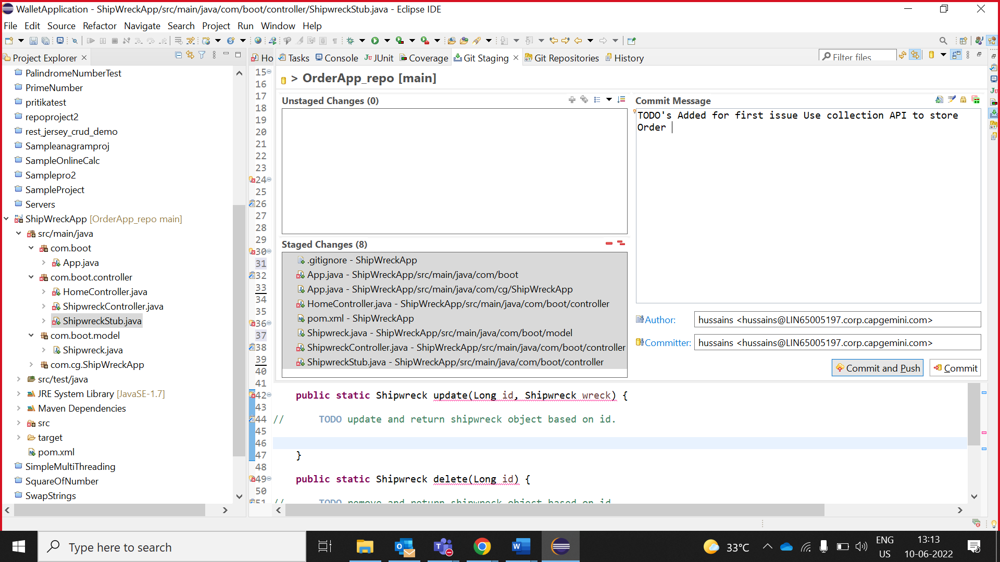 WalletApplication - ShipWreckApp/src/main/java/com/boot/controller/ShipwreckStub.java - Eclipse IDE
File Edit Source Refactor Navigate Search Project Run Window Help
Project Explorer
PalindromeNumberTest
PrimeNumber
pritikatest
repoproject2
rest_jersey_crud_demo
Sampleanagramproj
SampleOnlineCalc
Samplepro2
SampleProject
Servers
ShipWreckApp [OrderApp_repo main]
src/main/java
com.boot
App.java
com.boot.controller
HomeController.java
ShipwreckController.java
ShipwreckStub.java
com.boot.model
Shipwreck.java
com.cg.ShipWreckApp
src/test/java
JRE System Library [JavaSE-1.7]
Maven Dependencies
src
target
pom.xml
SimpleMultiThreading
SquareOfNumber
SwapStrings
Ho Tasks Console JUnit Coverage Git Staging Git Repositories History
Filter files
> OrderApp_repo [main]
Unstaged Changes (0)
Staged Changes (8)
.gitignore - ShipWreckApp
App.java - ShipWreckApp/src/main/java/com/boot
App.java - ShipWreckApp/src/main/java/com/cg/ShipWreckApp
HomeController.java - ShipWreckApp/src/main/java/com/boot/controller
pom.xml - ShipWreckApp
Shipwreck.java - ShipWreckApp/src/main/java/com/boot/model
ShipwreckController.java - ShipWreckApp/src/main/java/com/boot/controller
ShipwreckStub.java - ShipWreckApp/src/main/java/com/boot/controller
Commit Message
TODO's Added for first issue Use collection API to store
Order
Author: hussains <hussains@LIN65005197.corp.capgemini.com>
Committer: hussains <hussains@LIN65005197.corp.capgemini.com>
Commit and Push Commit
15
16
17
18
19
20
21
22
23
24
25
26
27
28
29
30
31
32
33
34
35
36
37
38
39
40
41
42 public static Shipwreck update(Long id, Shipwreck wreck) {
43
44 // TODO update and return shipwreck object based on id.
45
46
47 }
48
49 public static Shipwreck delete(Long id) {
50
51 // TODO remove and return shipwreck object based on id
Type here to search
33°C
ENG
US
13:13
10-06-2022